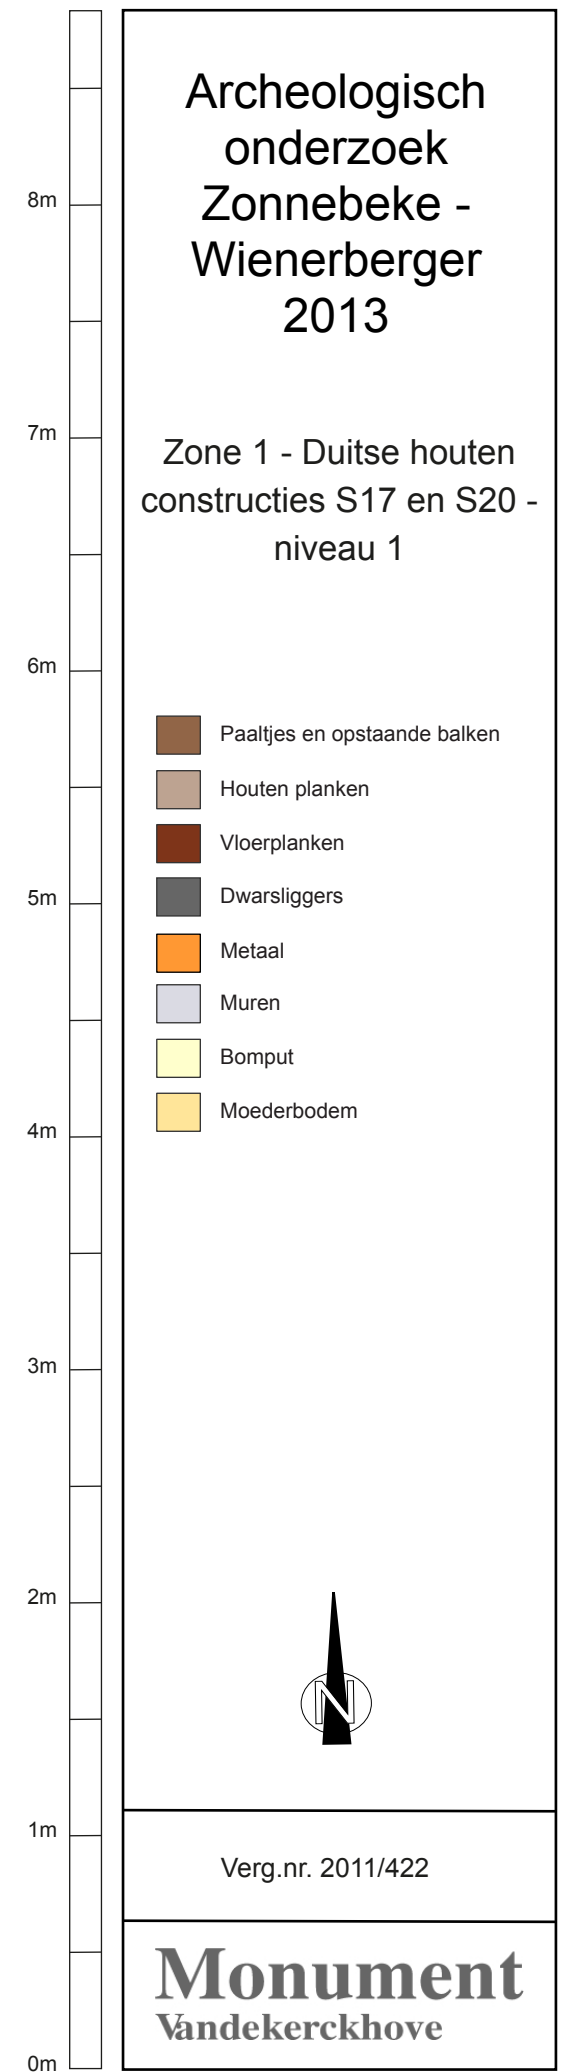 Archeologisch
onderzoek
Zonnebeke -
Wienerberger
2013
Zone 1 - Duitse houten
constructies S17 en S20 -
niveau 1
Paaltjes en opstaande balken
Houten planken
Vloerplanken
Dwarsliggers
Metaal
Muren
Bomput
Moederbodem
N
Verg.nr. 2011/422
Monument
Vandekerckhove
8m
7m
6m
5m
4m
3m
2m
1m
0m